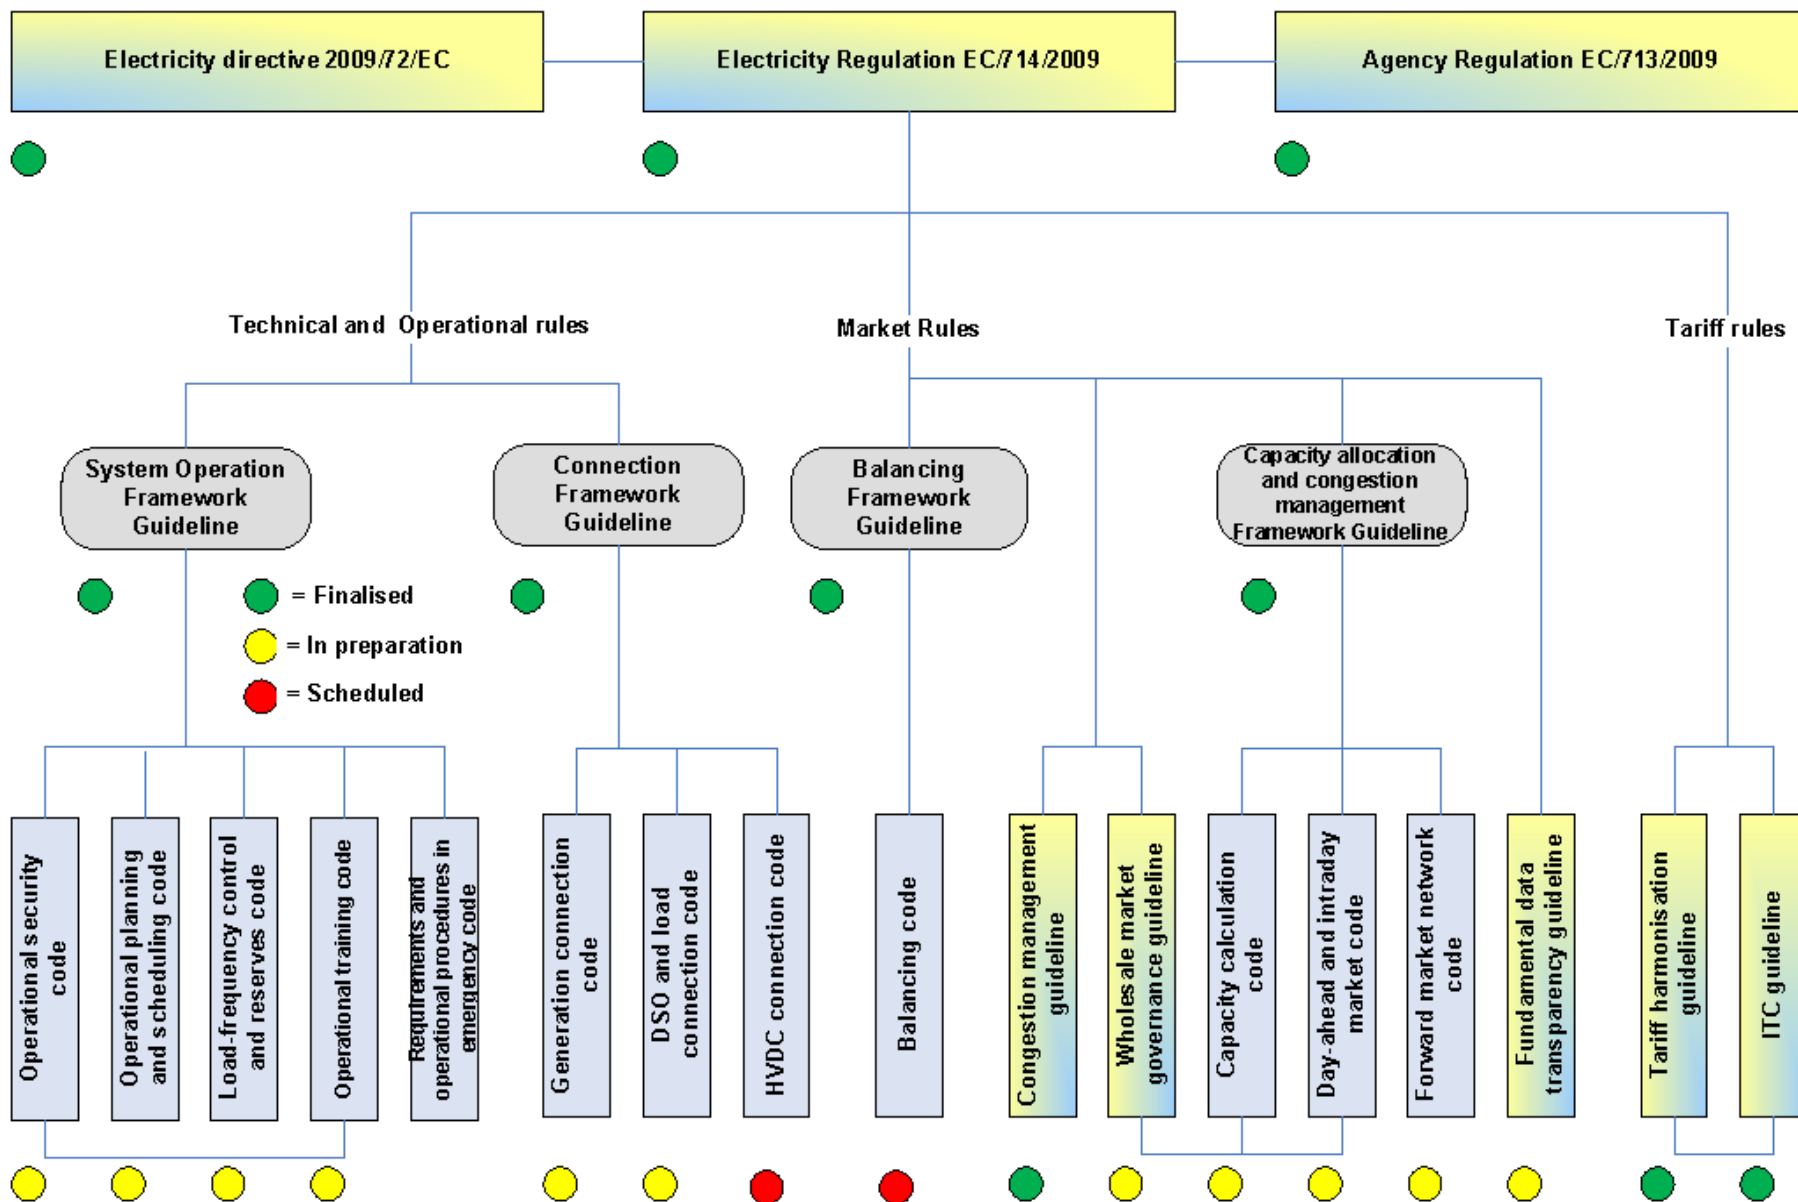 Electricity directive 2009/72/EC
Electricity Regulation EC/714/2009
Agency Regulation EC/713/2009
Technical and Operational rules
Market Rules
Tariff rules
System Operation
Framework
Guideline
Connection
Framework
Guideline
Balancing
Framework
Guideline
Capacity allocation
and congestion
management
Framework Guideline
= Finalised
= In preparation
= Scheduled
Operational security
code
Operational planning
and scheduling code
Load-frequency control
and reserves code
Operational training code
Requirements and
operational procedures in
emergency code
Generation connection
code
DSO and load
connection code
HVDC connection code
Balancing code
Congestion management
guideline
Wholesale market
governance guideline
Capacity calculation
code
Day-ahead and intraday
market code
Forward market network
code
Fundamental data
transparency guideline
Tariff harmonisation
guideline
ITC guideline